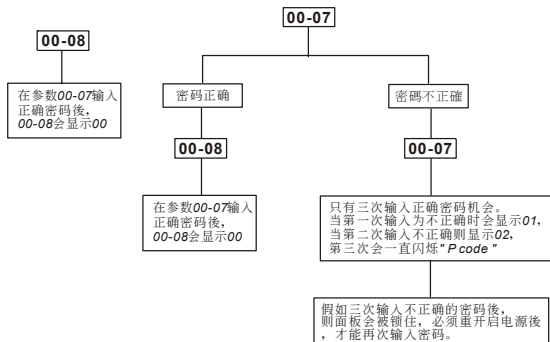 00-08
在参数00-07输入
正确密码後，
00-08会显示00
00-07
密码正确
00-08
在参数00-07输入
正确密码後，
00-08会显示00
密碼不正確
00-07
只有三次输入正确密码机会。
当第一次输入为不正确时会显示01，
当第二次输入不正确则显示02，
第三次会一直闪烁"P code"
假如三次输入不正确的密码後，
则面板会被锁住，必须重开启电源後
，才能再次输入密码。